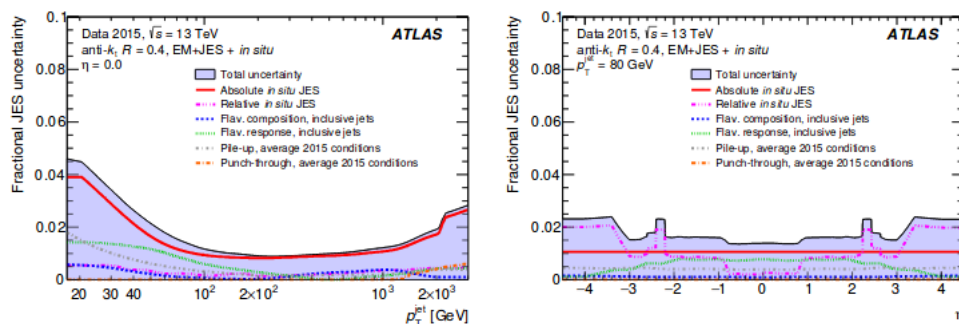 Data 2015, √s = 13 TeV
ATLAS
anti-kt R = 0.4, EM+JES + in situ
η = 0.0
Total uncertainty
Absolute in situ JES
Relative in situ JES
Flav. composition, inclusive jets
Flav. response, inclusive jets
Pile-up, average 2015 conditions
Punch-through, average 2015 conditions
Fractional JES uncertainty
0.1
0.08
0.06
0.04
0.02
0
20 30 40 10² 2×10² 10³ 2×10³
pT^jet [GeV]
Data 2015, √s = 13 TeV
ATLAS
anti-kt R = 0.4, EM+JES + in situ
pT^jet = 80 GeV
Total uncertainty
Absolute in situ JES
Relative in situ JES
Flav. composition, inclusive jets
Flav. response, inclusive jets
Pile-up, average 2015 conditions
Punch-through, average 2015 conditions
Fractional JES uncertainty
0.1
0.08
0.06
0.04
0.02
0
−4 −3 −2 −1 0 1 2 3 4